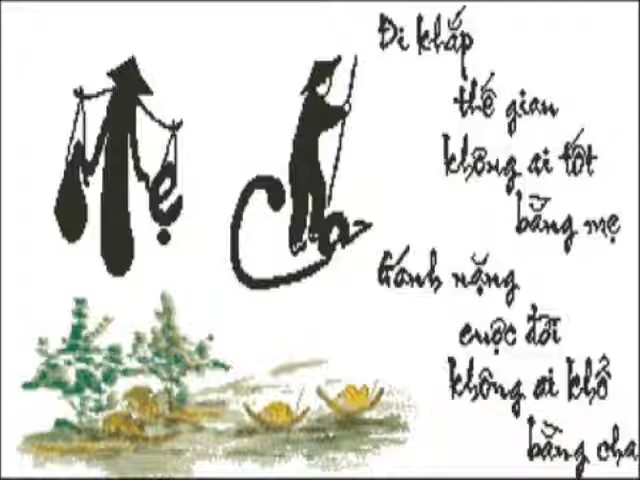 Mẹ Cha
Đi khắp
thế gian
không ai tốt
bằng mẹ
Gánh nặng
cuộc đời
không ai khổ
bằng cha